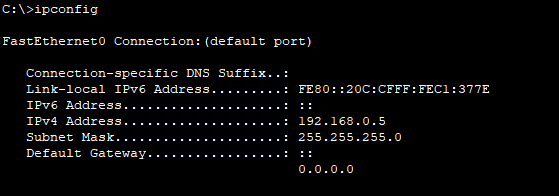 C:\>ipconfig
FastEthernet0 Connection:(default port)
Connection-specific DNS Suffix..:
Link-local IPv6 Address.........: FE80::20C:CFFF:FEC1:377E
IPv6 Address....................: ::
IPv4 Address....................: 192.168.0.5
Subnet Mask.....................: 255.255.255.0
Default Gateway.................: ::
0.0.0.0